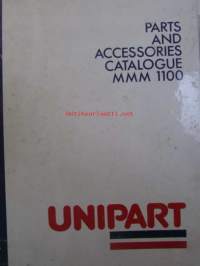 PARTS
AND
ACCESSORIES
CATALOGUE
MMM 1100
UNIPART